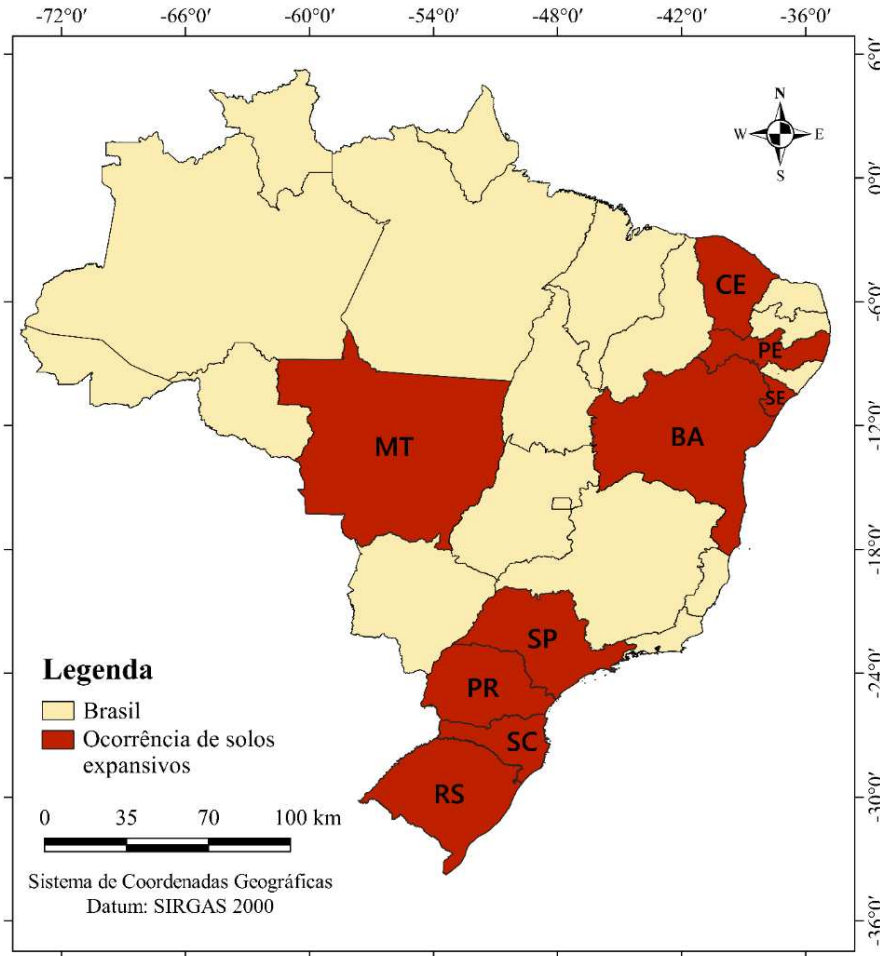 -72°0' -66°0' -60°0' -54°0' -48°0' -42°0' -36°0'
6°0'
N
W E
S
0°0'
CE
-6°0'
PE
SE
-12°0'
MT
BA
-18°0'
SP
Legenda
-24°0'
PR
Brasil
SC
Ocorrência de solos
expansivos
RS
-30°0'
0 35 70 100 km
Sistema de Coordenadas Geográficas
Datum: SIRGAS 2000
-36°0'